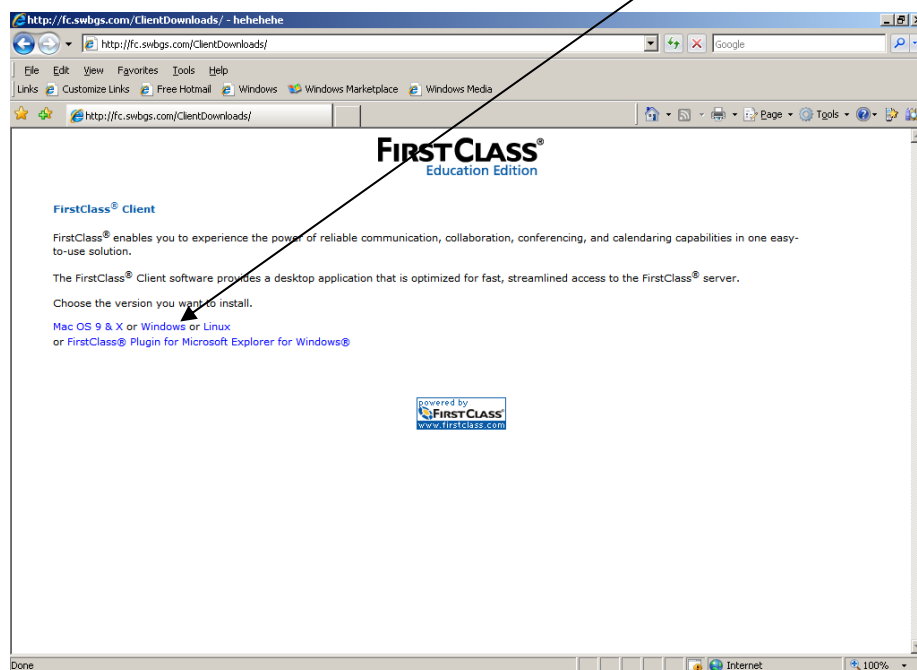 http://fc.swbgs.com/ClientDownloads/ - hehehehe
http://fc.swbgs.com/ClientDownloads/
Google
File Edit View Favorites Tools Help
Links Customize Links Free Hotmail Windows Windows Marketplace Windows Media
http://fc.swbgs.com/ClientDownloads/
Page Tools
FIRSTCLASS®
Education Edition
FirstClass® Client
FirstClass® enables you to experience the power of reliable communication, collaboration, conferencing, and calendaring capabilities in one easy-
to-use solution.
The FirstClass® Client software provides a desktop application that is optimized for fast, streamlined access to the FirstClass® server.
Choose the version you want to install.
Mac OS 9 & X or Windows or Linux
or FirstClass® Plugin for Microsoft Explorer for Windows®
powered by
FIRSTCLASS®
www.firstclass.com
Done Internet 100%